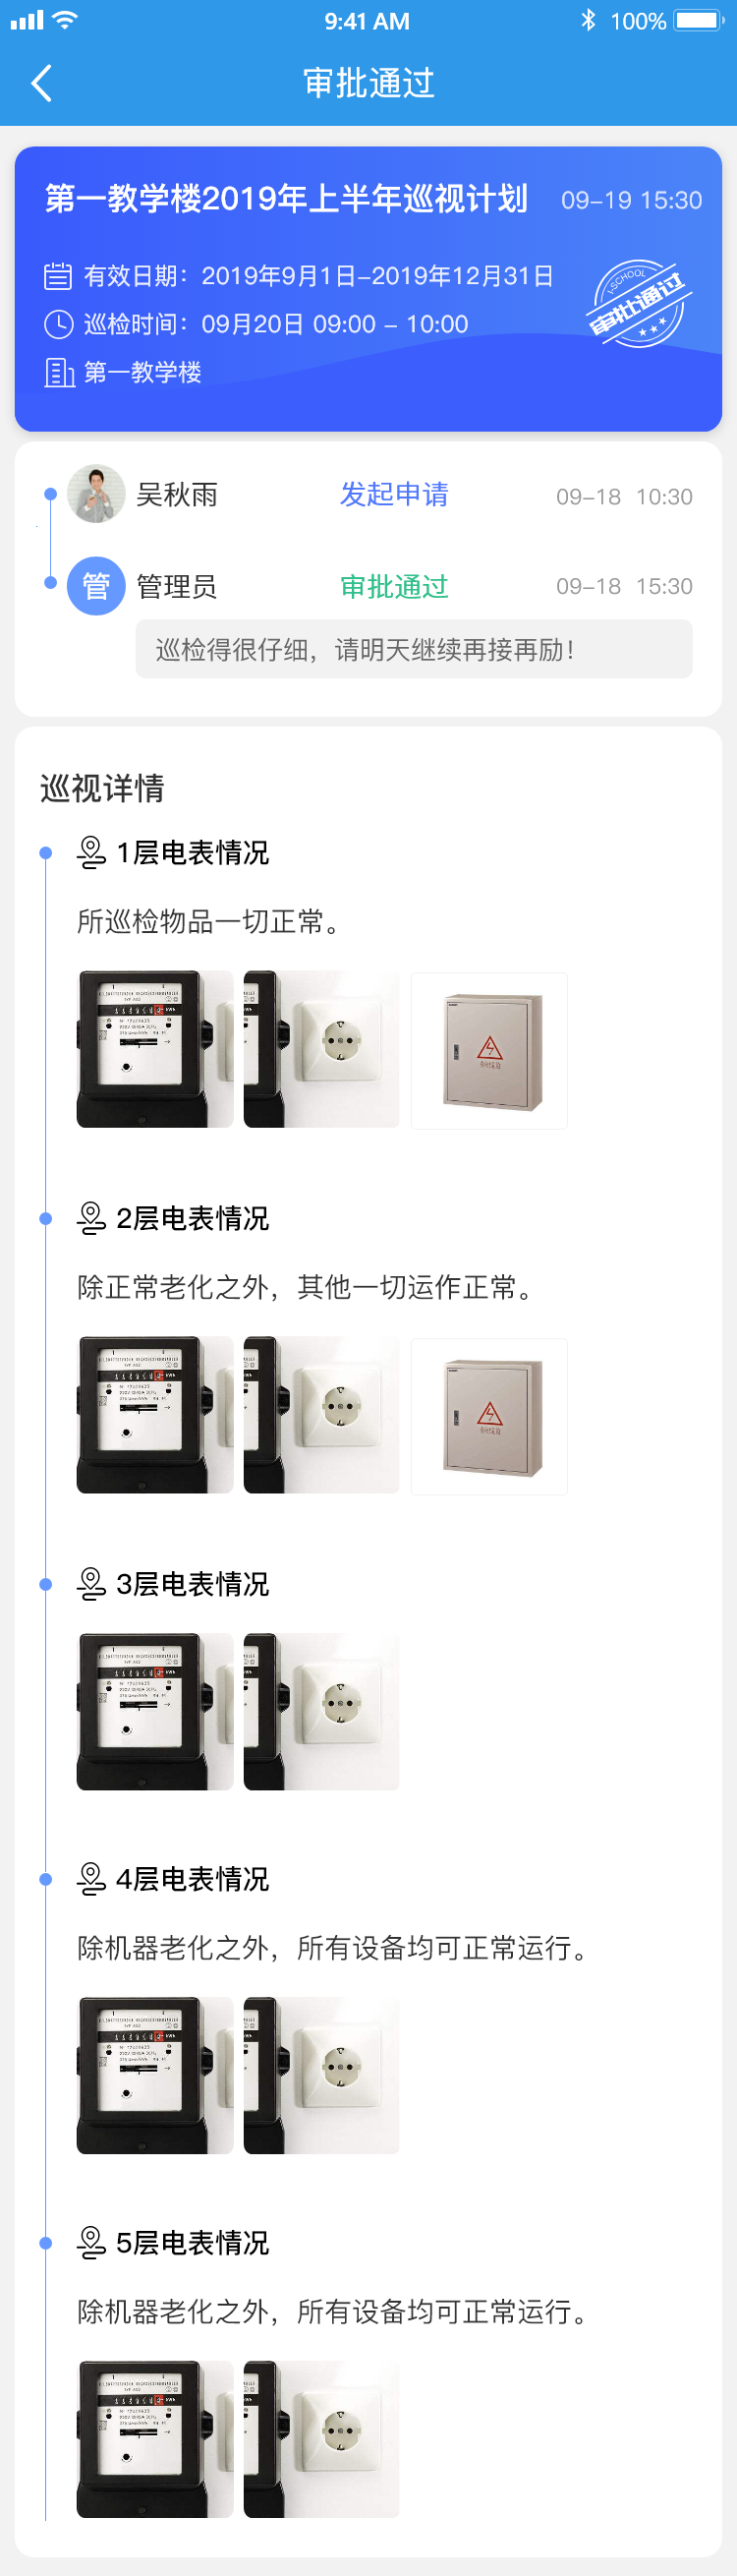 9:41 AM
100%
审批通过
第一教学楼2019年上半年巡视计划
09-19 15:30
有效日期：2019年9月1日-2019年12月31日
巡检时间：09月20日 09:00 - 10:00
第一教学楼
I-SCHOOL
审批通过
吴秋雨
发起申请
09-18 10:30
管
管理员
审批通过
09-18 15:30
巡检得很仔细，请明天继续再接再励！
巡视详情
1层电表情况
所巡检物品一切正常。
2层电表情况
除正常老化之外，其他一切运作正常。
3层电表情况
4层电表情况
除机器老化之外，所有设备均可正常运行。
5层电表情况
除机器老化之外，所有设备均可正常运行。